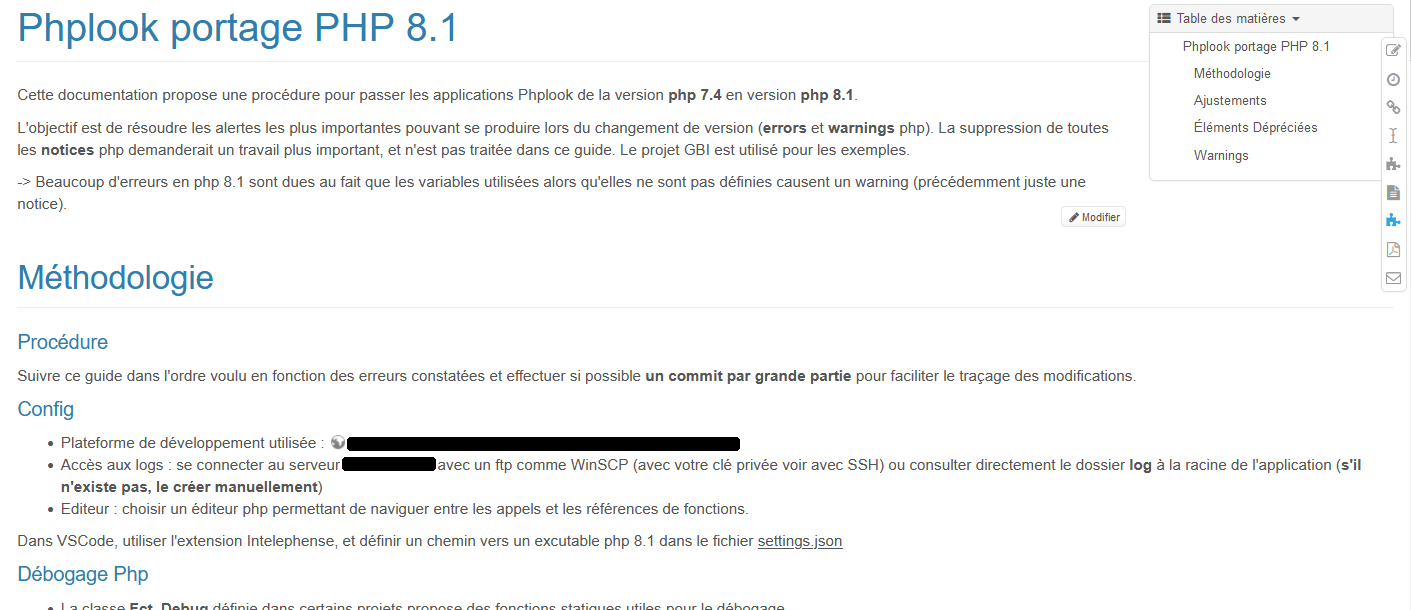 Phplook portage PHP 8.1
Table des matières
Phplook portage PHP 8.1
Méthodologie
Ajustements
Éléments Dépréciées
Warnings
Cette documentation propose une procédure pour passer les applications Phplook de la version php 7.4 en version php 8.1.
L'objectif est de résoudre les alertes les plus importantes pouvant se produire lors du changement de version (errors et warnings php). La suppression de toutes
les notices php demanderait un travail plus important, et n'est pas traitée dans ce guide. Le projet GBI est utilisé pour les exemples.
-> Beaucoup d'erreurs en php 8.1 sont dues au fait que les variables utilisées alors qu'elles ne sont pas définies causent un warning (précédemment juste une
notice).
Modifier
Méthodologie
Procédure
Suivre ce guide dans l'ordre voulu en fonction des erreurs constatées et effectuer si possible un commit par grande partie pour faciliter le traçage des modifications.
Config
• Plateforme de développement utilisée :
• Accès aux logs : se connecter au serveur avec un ftp comme WinSCP (avec votre clé privée voir avec SSH) ou consulter directement le dossier log à la racine de l'application (s'il
n'existe pas, le créer manuellement)
• Editeur : choisir un éditeur php permettant de naviguer entre les appels et les références de fonctions.
Dans VSCode, utiliser l'extension Intelephense, et définir un chemin vers un excutable php 8.1 dans le fichier settings.json
Débogage Php
• La classe Ect_Debug définie dans certains projets propose des fonctions statiques utiles pour le débogage